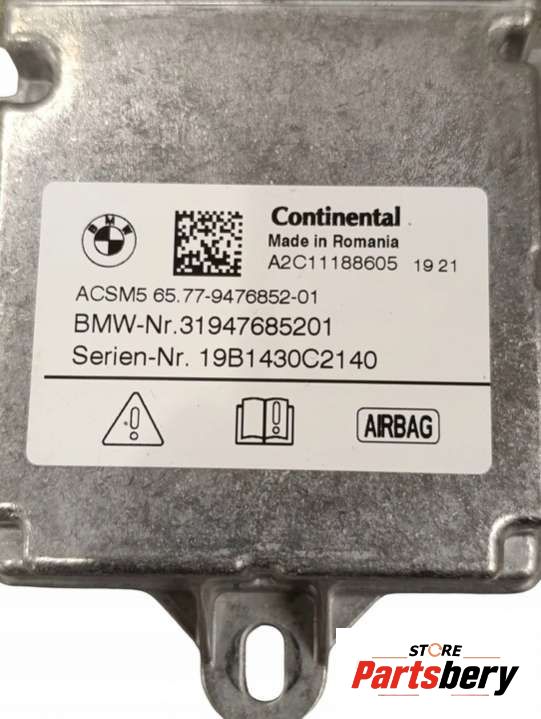 BMW
Continental
Made in Romania
A2C11188605 19 21
ACSM5 65.77-9476852-01
BMW-Nr.31947685201
Serien-Nr. 19B1430C2140
AIRBAG
STORE
Partsbery